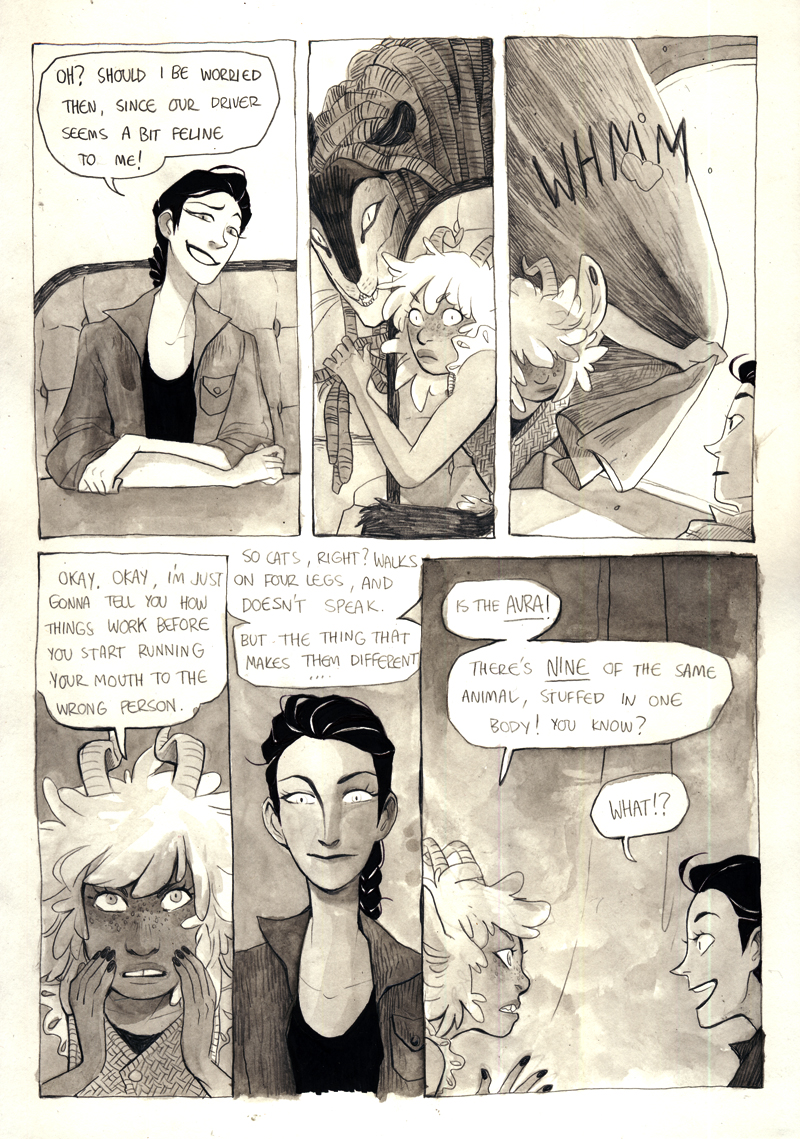 OH? SHOULD I BE WORRIED
THEN, SINCE OUR DRIVER
SEEMS A BIT FELINE
TO ME!
WHMM
OKAY. OKAY, I'M JUST
GONNA TELL YOU HOW
THINGS WORK BEFORE
YOU START RUNNING
YOUR MOUTH TO THE
WRONG PERSON.
SO CATS, RIGHT? WALKS
ON FOUR LEGS, AND
DOESN'T SPEAK.
BUT THE THING THAT
MAKES THEM DIFFERENT
....
IS THE AURA!
THERE'S NINE OF THE SAME
ANIMAL, STUFFED IN ONE
BODY! YOU KNOW?
WHAT!?